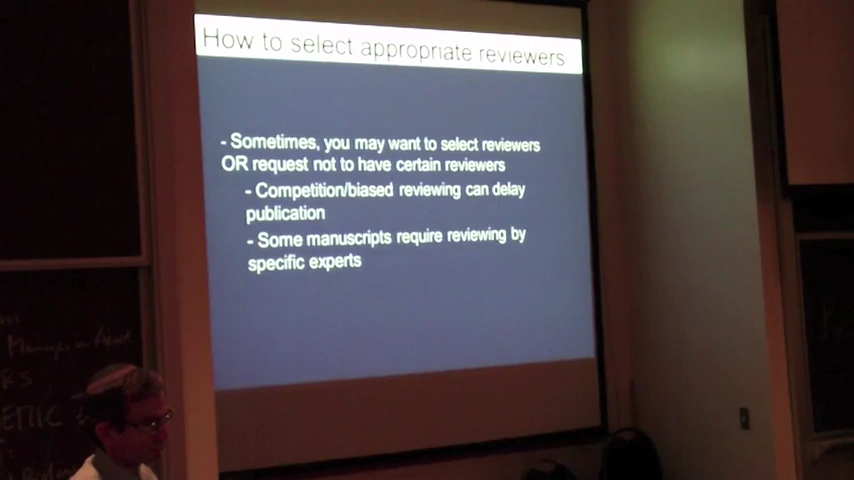 How to select appropriate reviewers
- Sometimes, you may want to select reviewers
OR request not to have certain reviewers
- Competition/biased reviewing can delay
publication
- Some manuscripts require reviewing by
specific experts